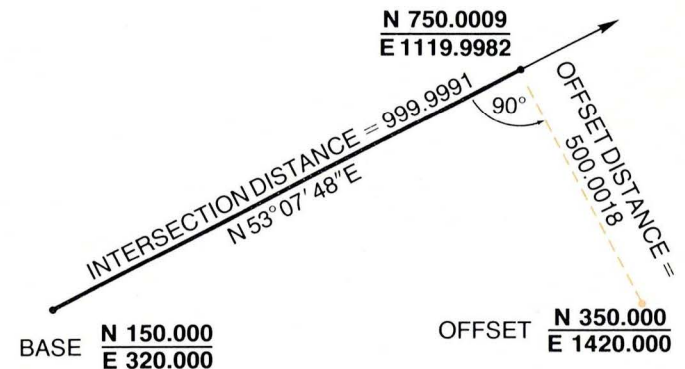 N 750.0009
E 1119.9982
INTERSECTION DISTANCE = 999.9991
N 53°07'48"E
90°
OFFSET DISTANCE =
500.0018
BASE
N 150.000
E 320.000
OFFSET
N 350.000
E 1420.000